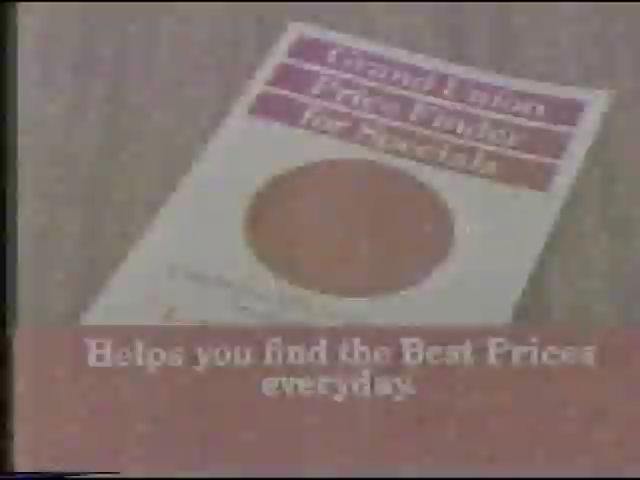 Grand Union
Price Finder
for Specials
Helps you find the Best Prices
everyday.